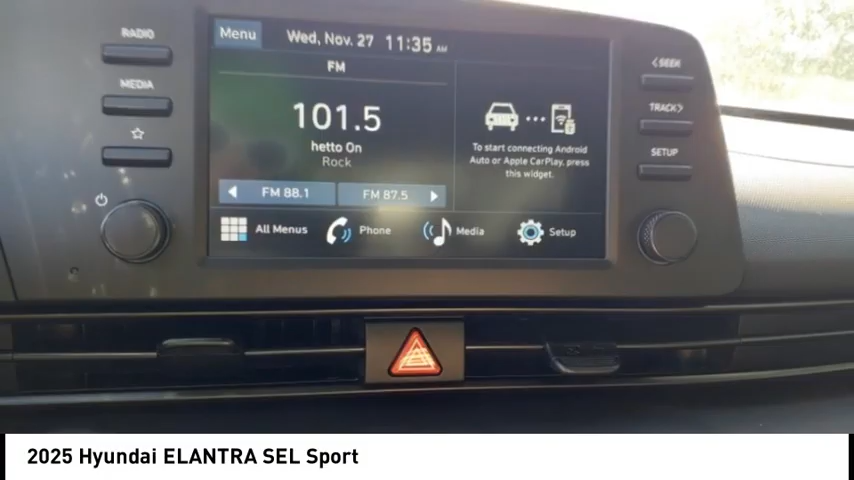 RADIO
MEDIA
Menu
Wed, Nov. 27 11:35 AM
FM
101.5
hetto On
Rock
FM 88.1
FM 87.5
To start connecting Android
Auto or Apple CarPlay, press
this widget.
All Menus
Phone
Media
Setup
< SEEK
TRACK >
SETUP
2025 Hyundai ELANTRA SEL Sport